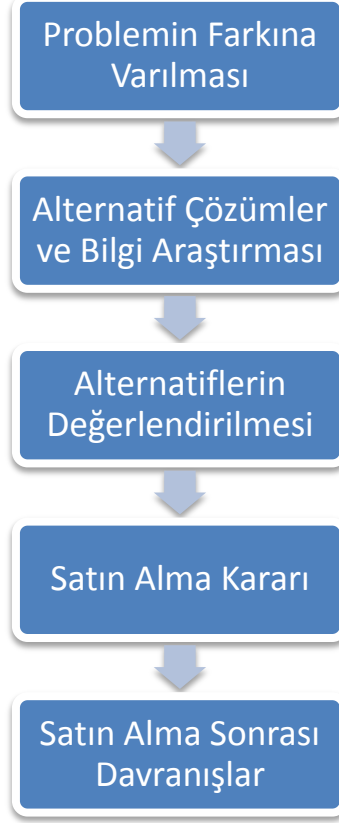 Problemin Farkına
Varılması
Alternatif Çözümler
ve Bilgi Araştırması
Alternatiflerin
Değerlendirilmesi
Satın Alma Kararı
Satın Alma Sonrası
Davranışlar